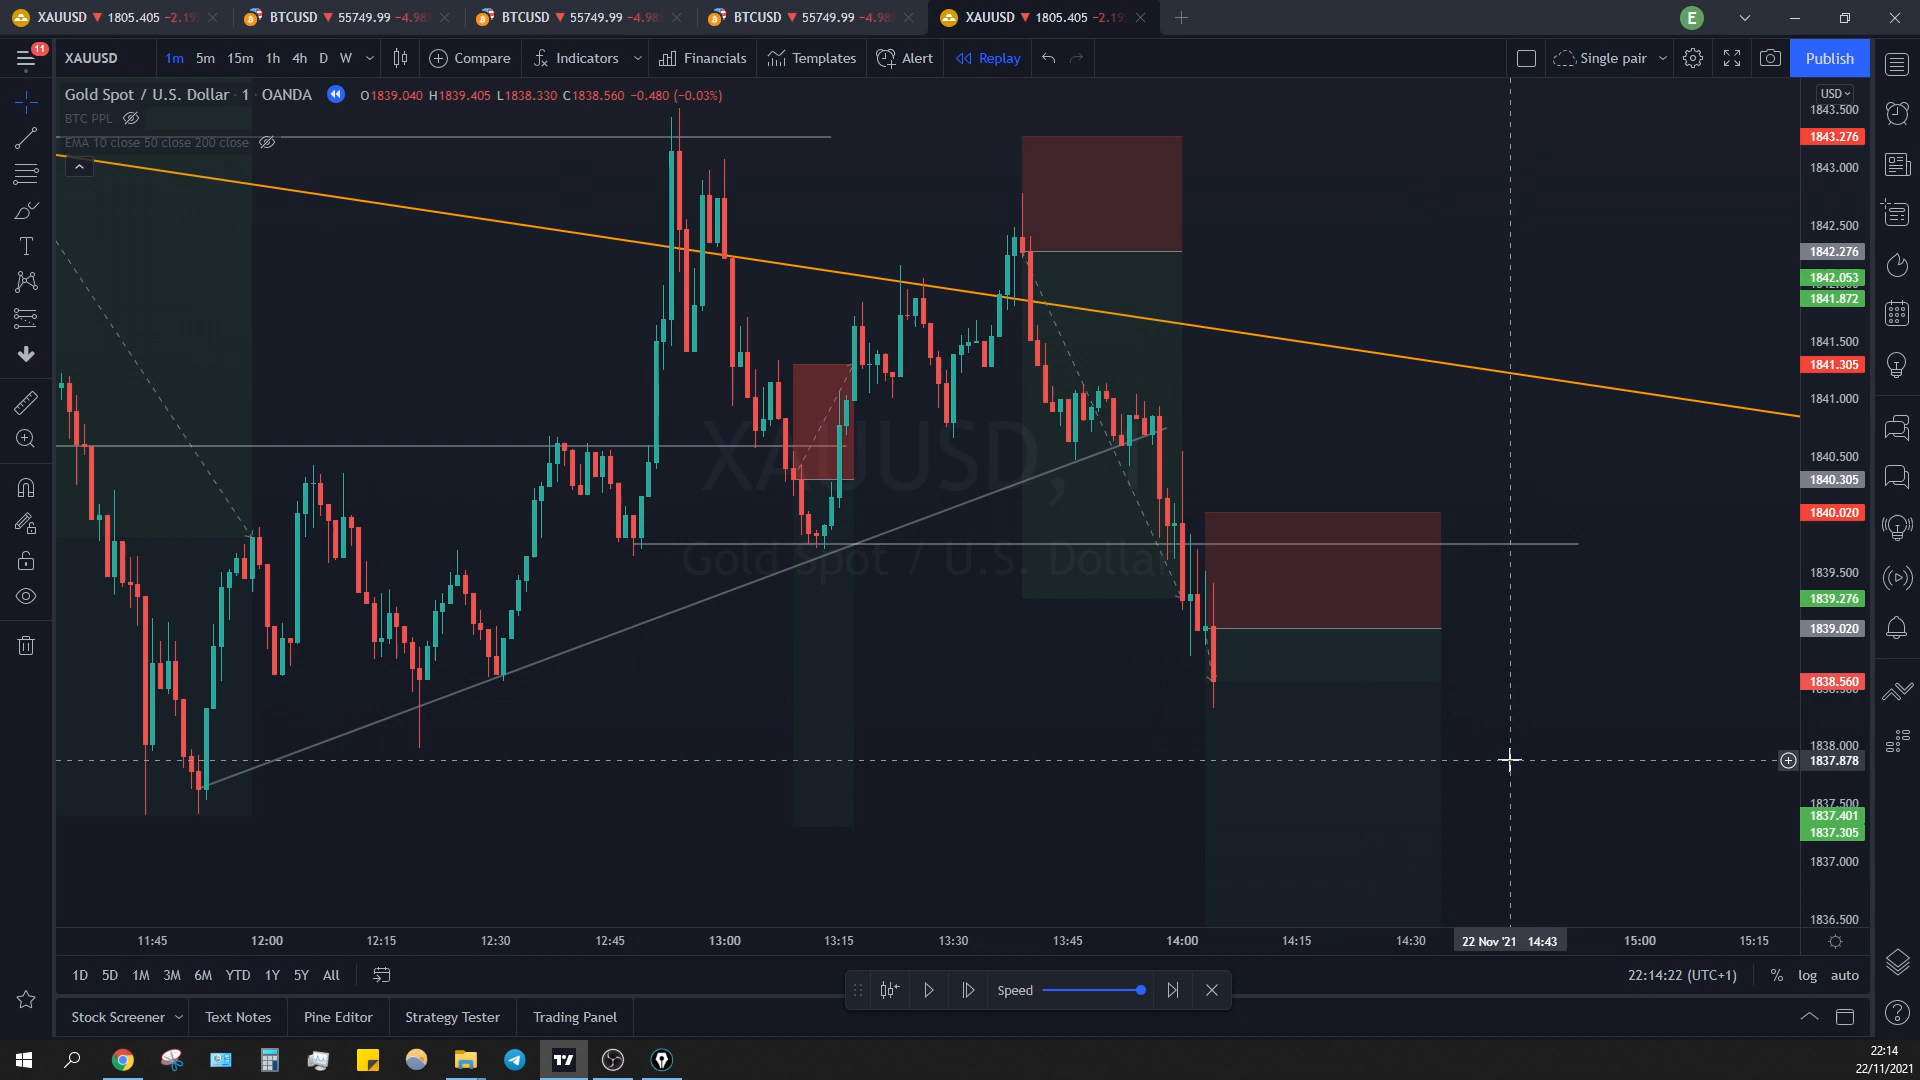 XAUUSD ▼ 1805.405 −2.19
BTCUSD ▼ 55749.99 −4.98
BTCUSD ▼ 55749.99 −4.98
BTCUSD ▼ 55749.99 −4.98
XAUUSD ▼ 1805.405 −2.19
E
11
XAUUSD
1m 5m 15m 1h 4h D W
Compare
Indicators
Financials
Templates
Alert
Replay
Single pair
Publish
Gold Spot / U.S. Dollar · 1 · OANDA
O1839.040 H1839.405 L1838.330 C1838.560 −0.480 (−0.03%)
BTC PPL
EMA 10 close 50 close 200 close
USD
1843.500
1843.276
1843.000
1842.500
1842.276
1842.053
1841.872
1841.500
1841.305
1841.000
1840.500
1840.305
1840.020
1839.500
1839.276
1839.020
1838.560
1838.000
1837.878
1837.500
1837.401
1837.305
1837.000
1836.500
XAUUSD, 1
Gold Spot / U.S. Dollar
11:45 12:00 12:15 12:30 12:45 13:00 13:15 13:30 13:45 14:00 14:15 14:30 22 Nov '21 14:43 15:00 15:15
1D 5D 1M 3M 6M YTD 1Y 5Y All
22:14:22 (UTC+1) % log auto
Speed
Stock Screener
Text Notes
Pine Editor
Strategy Tester
Trading Panel
22:14
22/11/2021